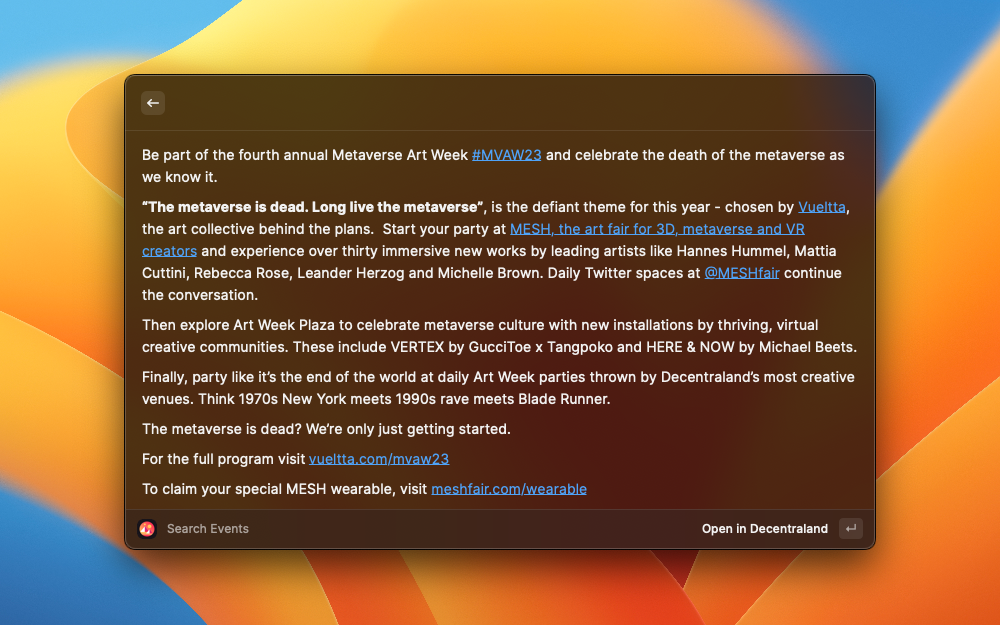 Be part of the fourth annual Metaverse Art Week #MVAW23 and celebrate the death of the metaverse as
we know it.
“The metaverse is dead. Long live the metaverse”, is the defiant theme for this year - chosen by Vueltta,
the art collective behind the plans.  Start your party at MESH, the art fair for 3D, metaverse and VR
creators and experience over thirty immersive new works by leading artists like Hannes Hummel, Mattia
Cuttini, Rebecca Rose, Leander Herzog and Michelle Brown. Daily Twitter spaces at @MESHfair continue
the conversation.
Then explore Art Week Plaza to celebrate metaverse culture with new installations by thriving, virtual
creative communities. These include VERTEX by GucciToe x Tangpoko and HERE & NOW by Michael Beets.
Finally, party like it’s the end of the world at daily Art Week parties thrown by Decentraland’s most creative
venues. Think 1970s New York meets 1990s rave meets Blade Runner.
The metaverse is dead? We’re only just getting started.
For the full program visit vueltta.com/mvaw23
To claim your special MESH wearable, visit meshfair.com/wearable
Search Events
Open in Decentraland